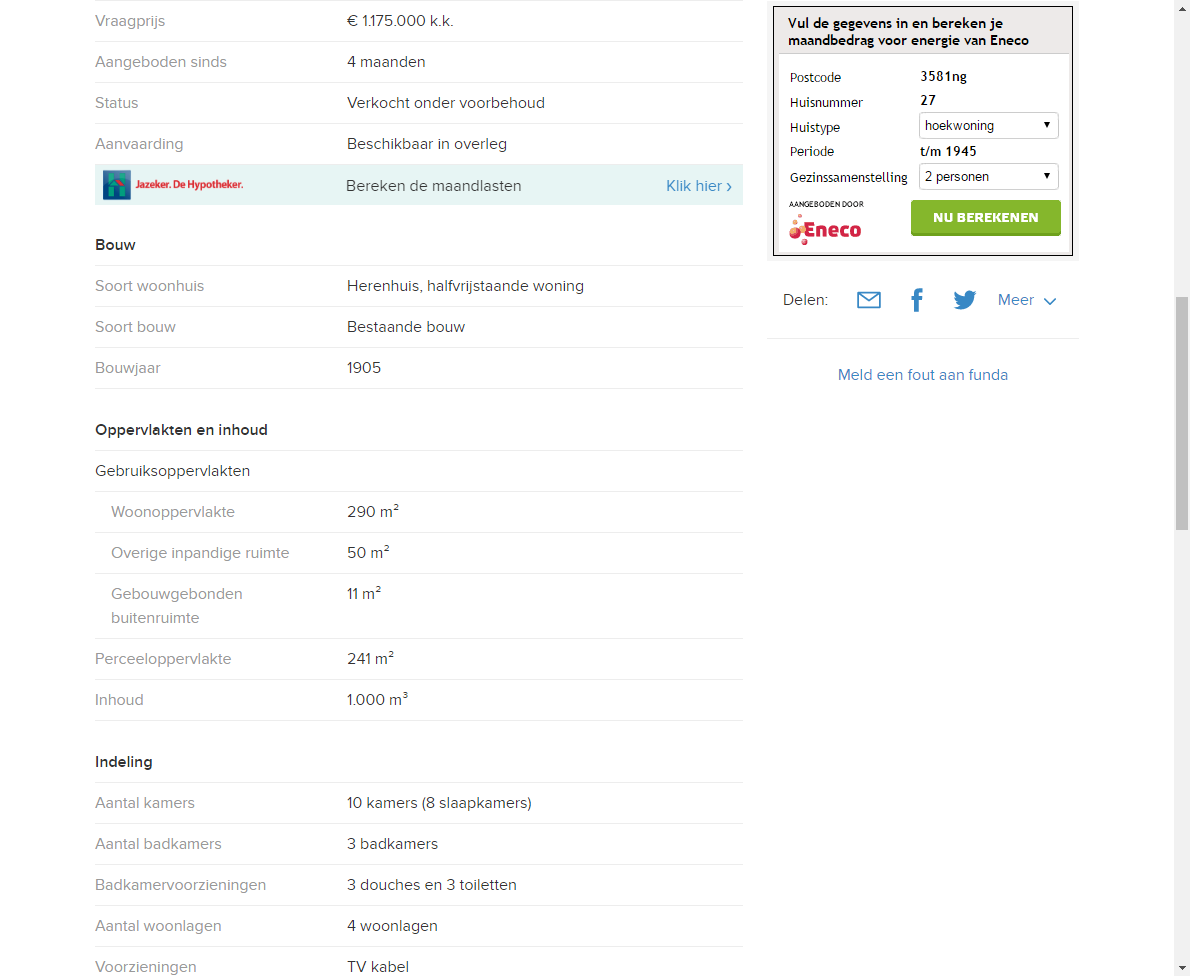 Vraagprijs € 1.175.000 k.k.
Aangeboden sinds 4 maanden
Status Verkocht onder voorbehoud
Aanvaarding Beschikbaar in overleg
Jazeker. De Hypotheker. Bereken de maandlasten Klik hier ›
Bouw
Soort woonhuis Herenhuis, halfvrijstaande woning
Soort bouw Bestaande bouw
Bouwjaar 1905
Oppervlakten en inhoud
Gebruiksoppervlakten
Woonoppervlakte 290 m²
Overige inpandige ruimte 50 m²
Gebouwgebonden 11 m²
buitenruimte
Perceeloppervlakte 241 m²
Inhoud 1.000 m³
Indeling
Aantal kamers 10 kamers (8 slaapkamers)
Aantal badkamers 3 badkamers
Badkamervoorzieningen 3 douches en 3 toiletten
Aantal woonlagen 4 woonlagen
Voorzieningen TV kabel
Vul de gegevens in en bereken je
maandbedrag voor energie van Eneco
Postcode 3581ng
Huisnummer 27
Huistype hoekwoning
Periode t/m 1945
Gezinssamenstelling 2 personen
AANGEBODEN DOOR
Eneco
NU BEREKENEN
Delen: Meer
Meld een fout aan funda